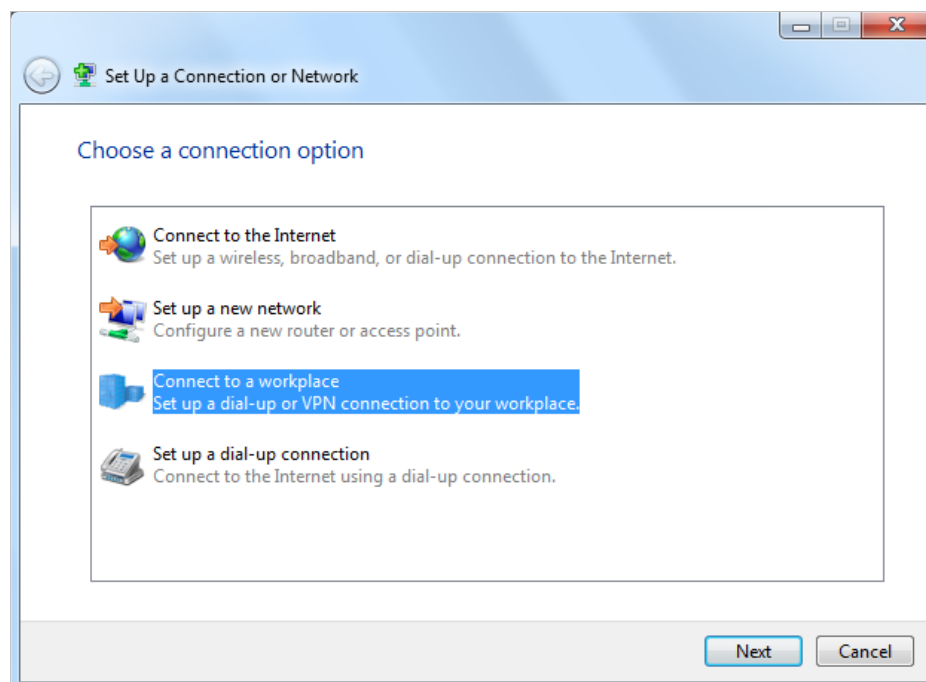 Set Up a Connection or Network
Choose a connection option
Connect to the Internet
Set up a wireless, broadband, or dial-up connection to the Internet.
Set up a new network
Configure a new router or access point.
Connect to a workplace
Set up a dial-up or VPN connection to your workplace.
Set up a dial-up connection
Connect to the Internet using a dial-up connection.
Next Cancel